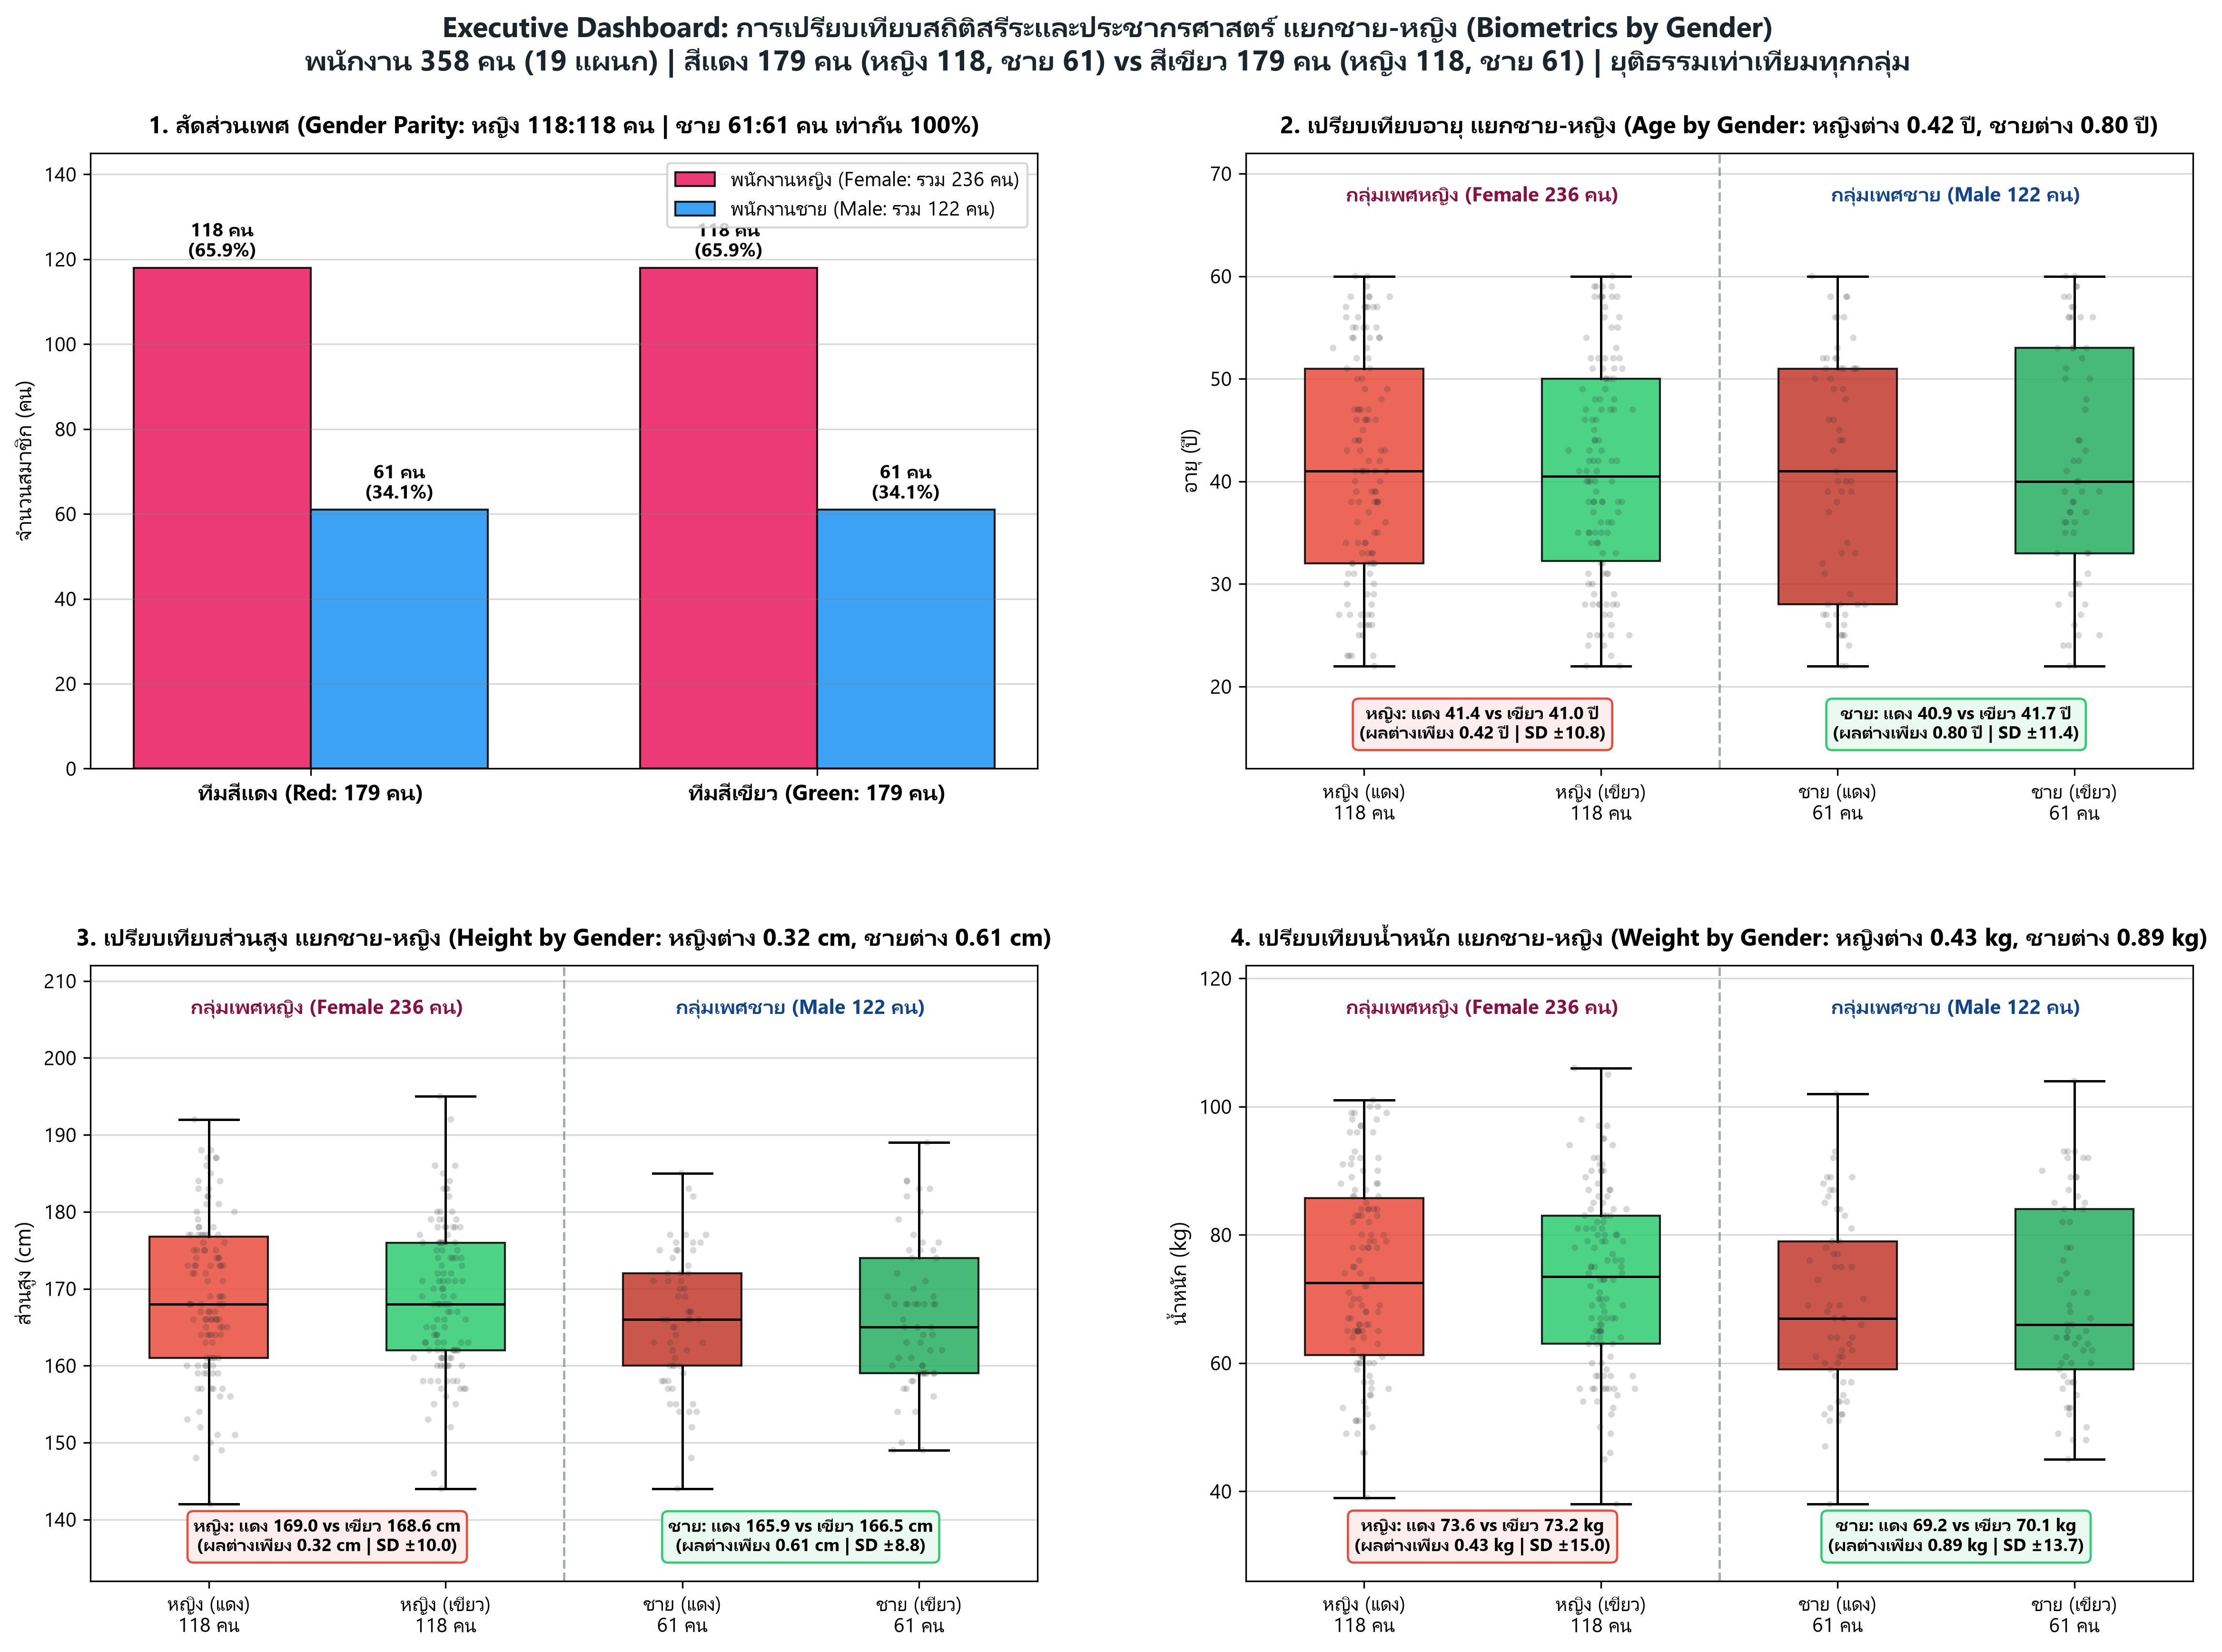 Executive Dashboard: การเปรียบเทียบสถิติสรีระและประชากรศาสตร์ แยกชาย-หญิง (Biometrics by Gender)
พนักงาน 358 คน (19 แผนก) | สีแดง 179 คน (หญิง 118, ชาย 61) vs สีเขียว 179 คน (หญิง 118, ชาย 61) | ยุติธรรมเท่าเทียมทุกกลุ่ม
1. สัดส่วนเพศ (Gender Parity: หญิง 118:118 คน | ชาย 61:61 คน เท่ากัน 100%)
จำนวนสมาชิก (คน)
140
120
100
80
60
40
20
0
พนักงานหญิง (Female: รวม 236 คน)
พนักงานชาย (Male: รวม 122 คน)
118 คน
(65.9%)
61 คน
(34.1%)
118 คน
(65.9%)
61 คน
(34.1%)
ทีมสีแดง (Red: 179 คน)
ทีมสีเขียว (Green: 179 คน)
2. เปรียบเทียบอายุ แยกชาย-หญิง (Age by Gender: หญิงต่าง 0.42 ปี, ชายต่าง 0.80 ปี)
อายุ (ปี)
70
60
50
40
30
20
กลุ่มเพศหญิง (Female 236 คน)
กลุ่มเพศชาย (Male 122 คน)
หญิง: แดง 41.4 vs เขียว 41.0 ปี
(ผลต่างเพียง 0.42 ปี | SD ±10.8)
ชาย: แดง 40.9 vs เขียว 41.7 ปี
(ผลต่างเพียง 0.80 ปี | SD ±11.4)
หญิง (แดง)
118 คน
หญิง (เขียว)
118 คน
ชาย (แดง)
61 คน
ชาย (เขียว)
61 คน
3. เปรียบเทียบส่วนสูง แยกชาย-หญิง (Height by Gender: หญิงต่าง 0.32 cm, ชายต่าง 0.61 cm)
ส่วนสูง (cm)
210
200
190
180
170
160
150
140
กลุ่มเพศหญิง (Female 236 คน)
กลุ่มเพศชาย (Male 122 คน)
หญิง: แดง 169.0 vs เขียว 168.6 cm
(ผลต่างเพียง 0.32 cm | SD ±10.0)
ชาย: แดง 165.9 vs เขียว 166.5 cm
(ผลต่างเพียง 0.61 cm | SD ±8.8)
หญิง (แดง)
118 คน
หญิง (เขียว)
118 คน
ชาย (แดง)
61 คน
ชาย (เขียว)
61 คน
4. เปรียบเทียบน้ำหนัก แยกชาย-หญิง (Weight by Gender: หญิงต่าง 0.43 kg, ชายต่าง 0.89 kg)
น้ำหนัก (kg)
120
100
80
60
40
กลุ่มเพศหญิง (Female 236 คน)
กลุ่มเพศชาย (Male 122 คน)
หญิง: แดง 73.6 vs เขียว 73.2 kg
(ผลต่างเพียง 0.43 kg | SD ±15.0)
ชาย: แดง 69.2 vs เขียว 70.1 kg
(ผลต่างเพียง 0.89 kg | SD ±13.7)
หญิง (แดง)
118 คน
หญิง (เขียว)
118 คน
ชาย (แดง)
61 คน
ชาย (เขียว)
61 คน